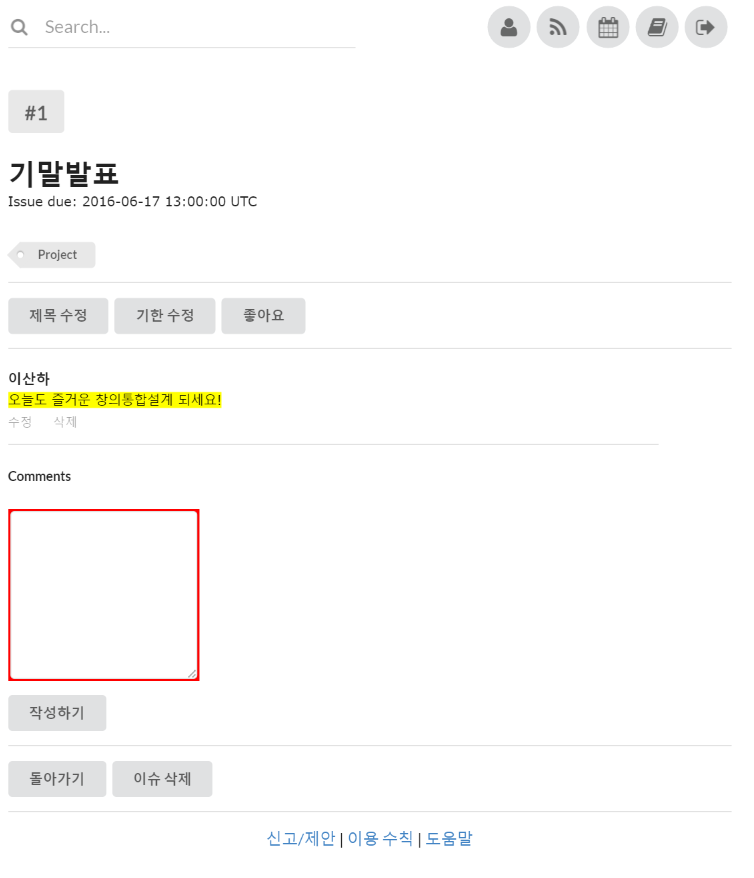 Search...
#1
기말발표
Issue due: 2016-06-17 13:00:00 UTC
Project
제목 수정 기한 수정 좋아요
이산하
오늘도 즐거운 창의통합설계 되세요!
수정 삭제
Comments
작성하기
돌아가기 이슈 삭제
신고/제안 | 이용 수칙 | 도움말